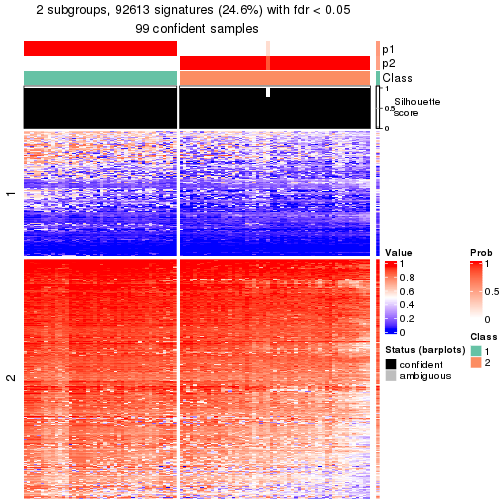 2 subgroups, 92613 signatures (24.6%) with fdr < 0.05
99 confident samples
p1
p2
Class
1
0.5
0
Silhouette
score
1
2
Value
1
0.8
0.6
0.4
0.2
0
Prob
1
0.5
0
Status (barplots)
confident
ambiguous
Class
1
2